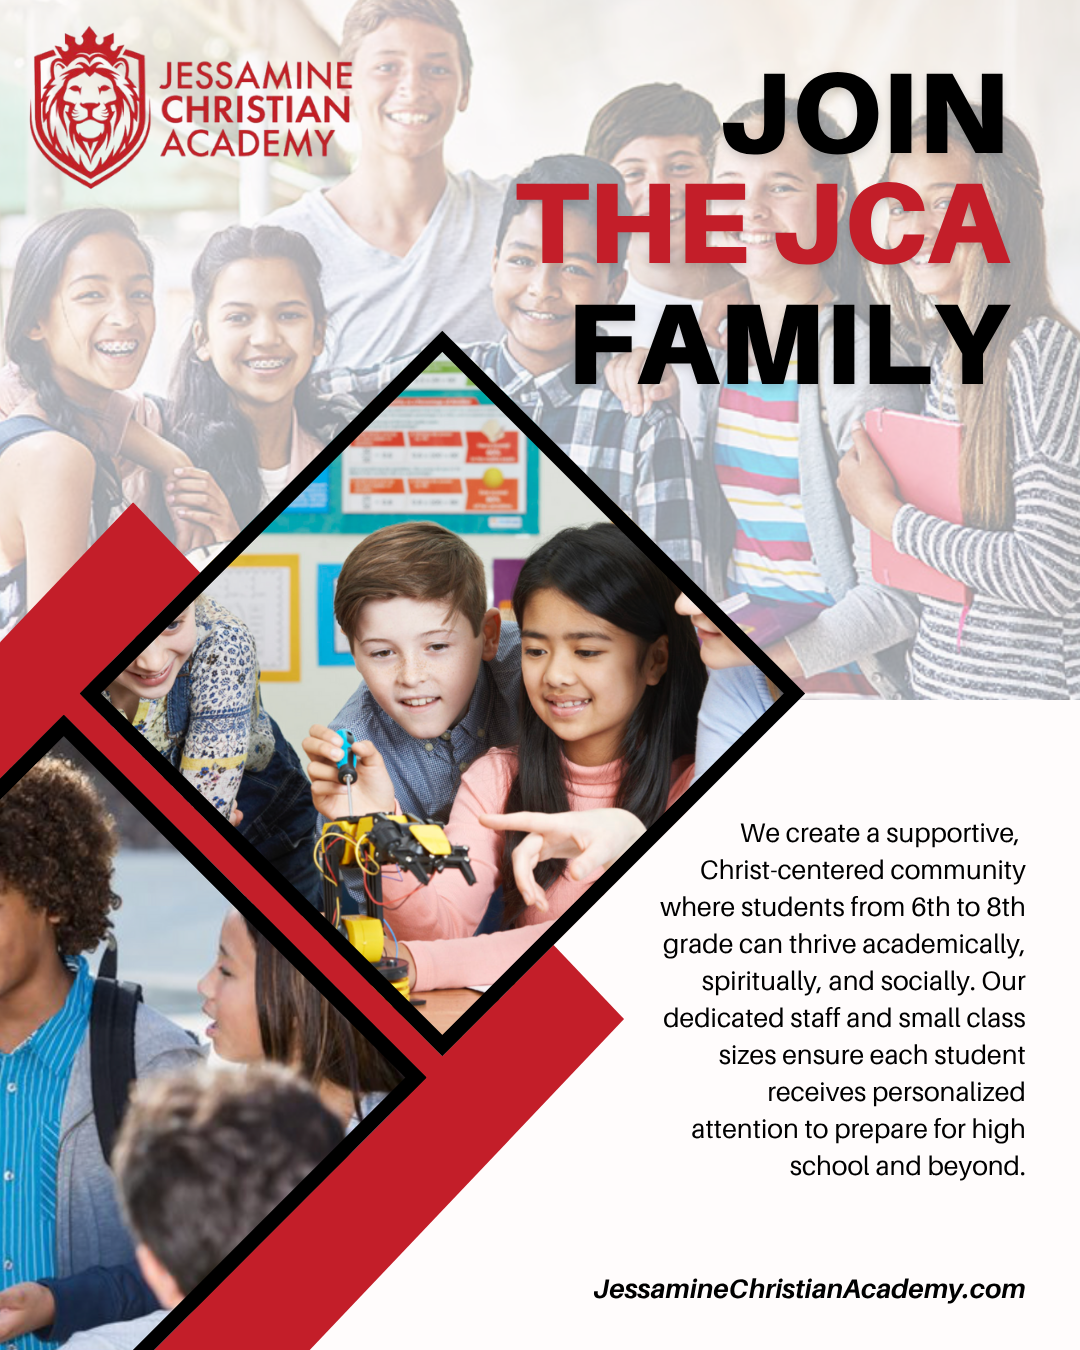 JESSAMINE
CHRISTIAN
ACADEMY
JOIN
THE JCA
FAMILY
We create a supportive,
Christ-centered community
where students from 6th to 8th
grade can thrive academically,
spiritually, and socially. Our
dedicated staff and small class
sizes ensure each student
receives personalized
attention to prepare for high
school and beyond.
JessamineChristianAcademy.com